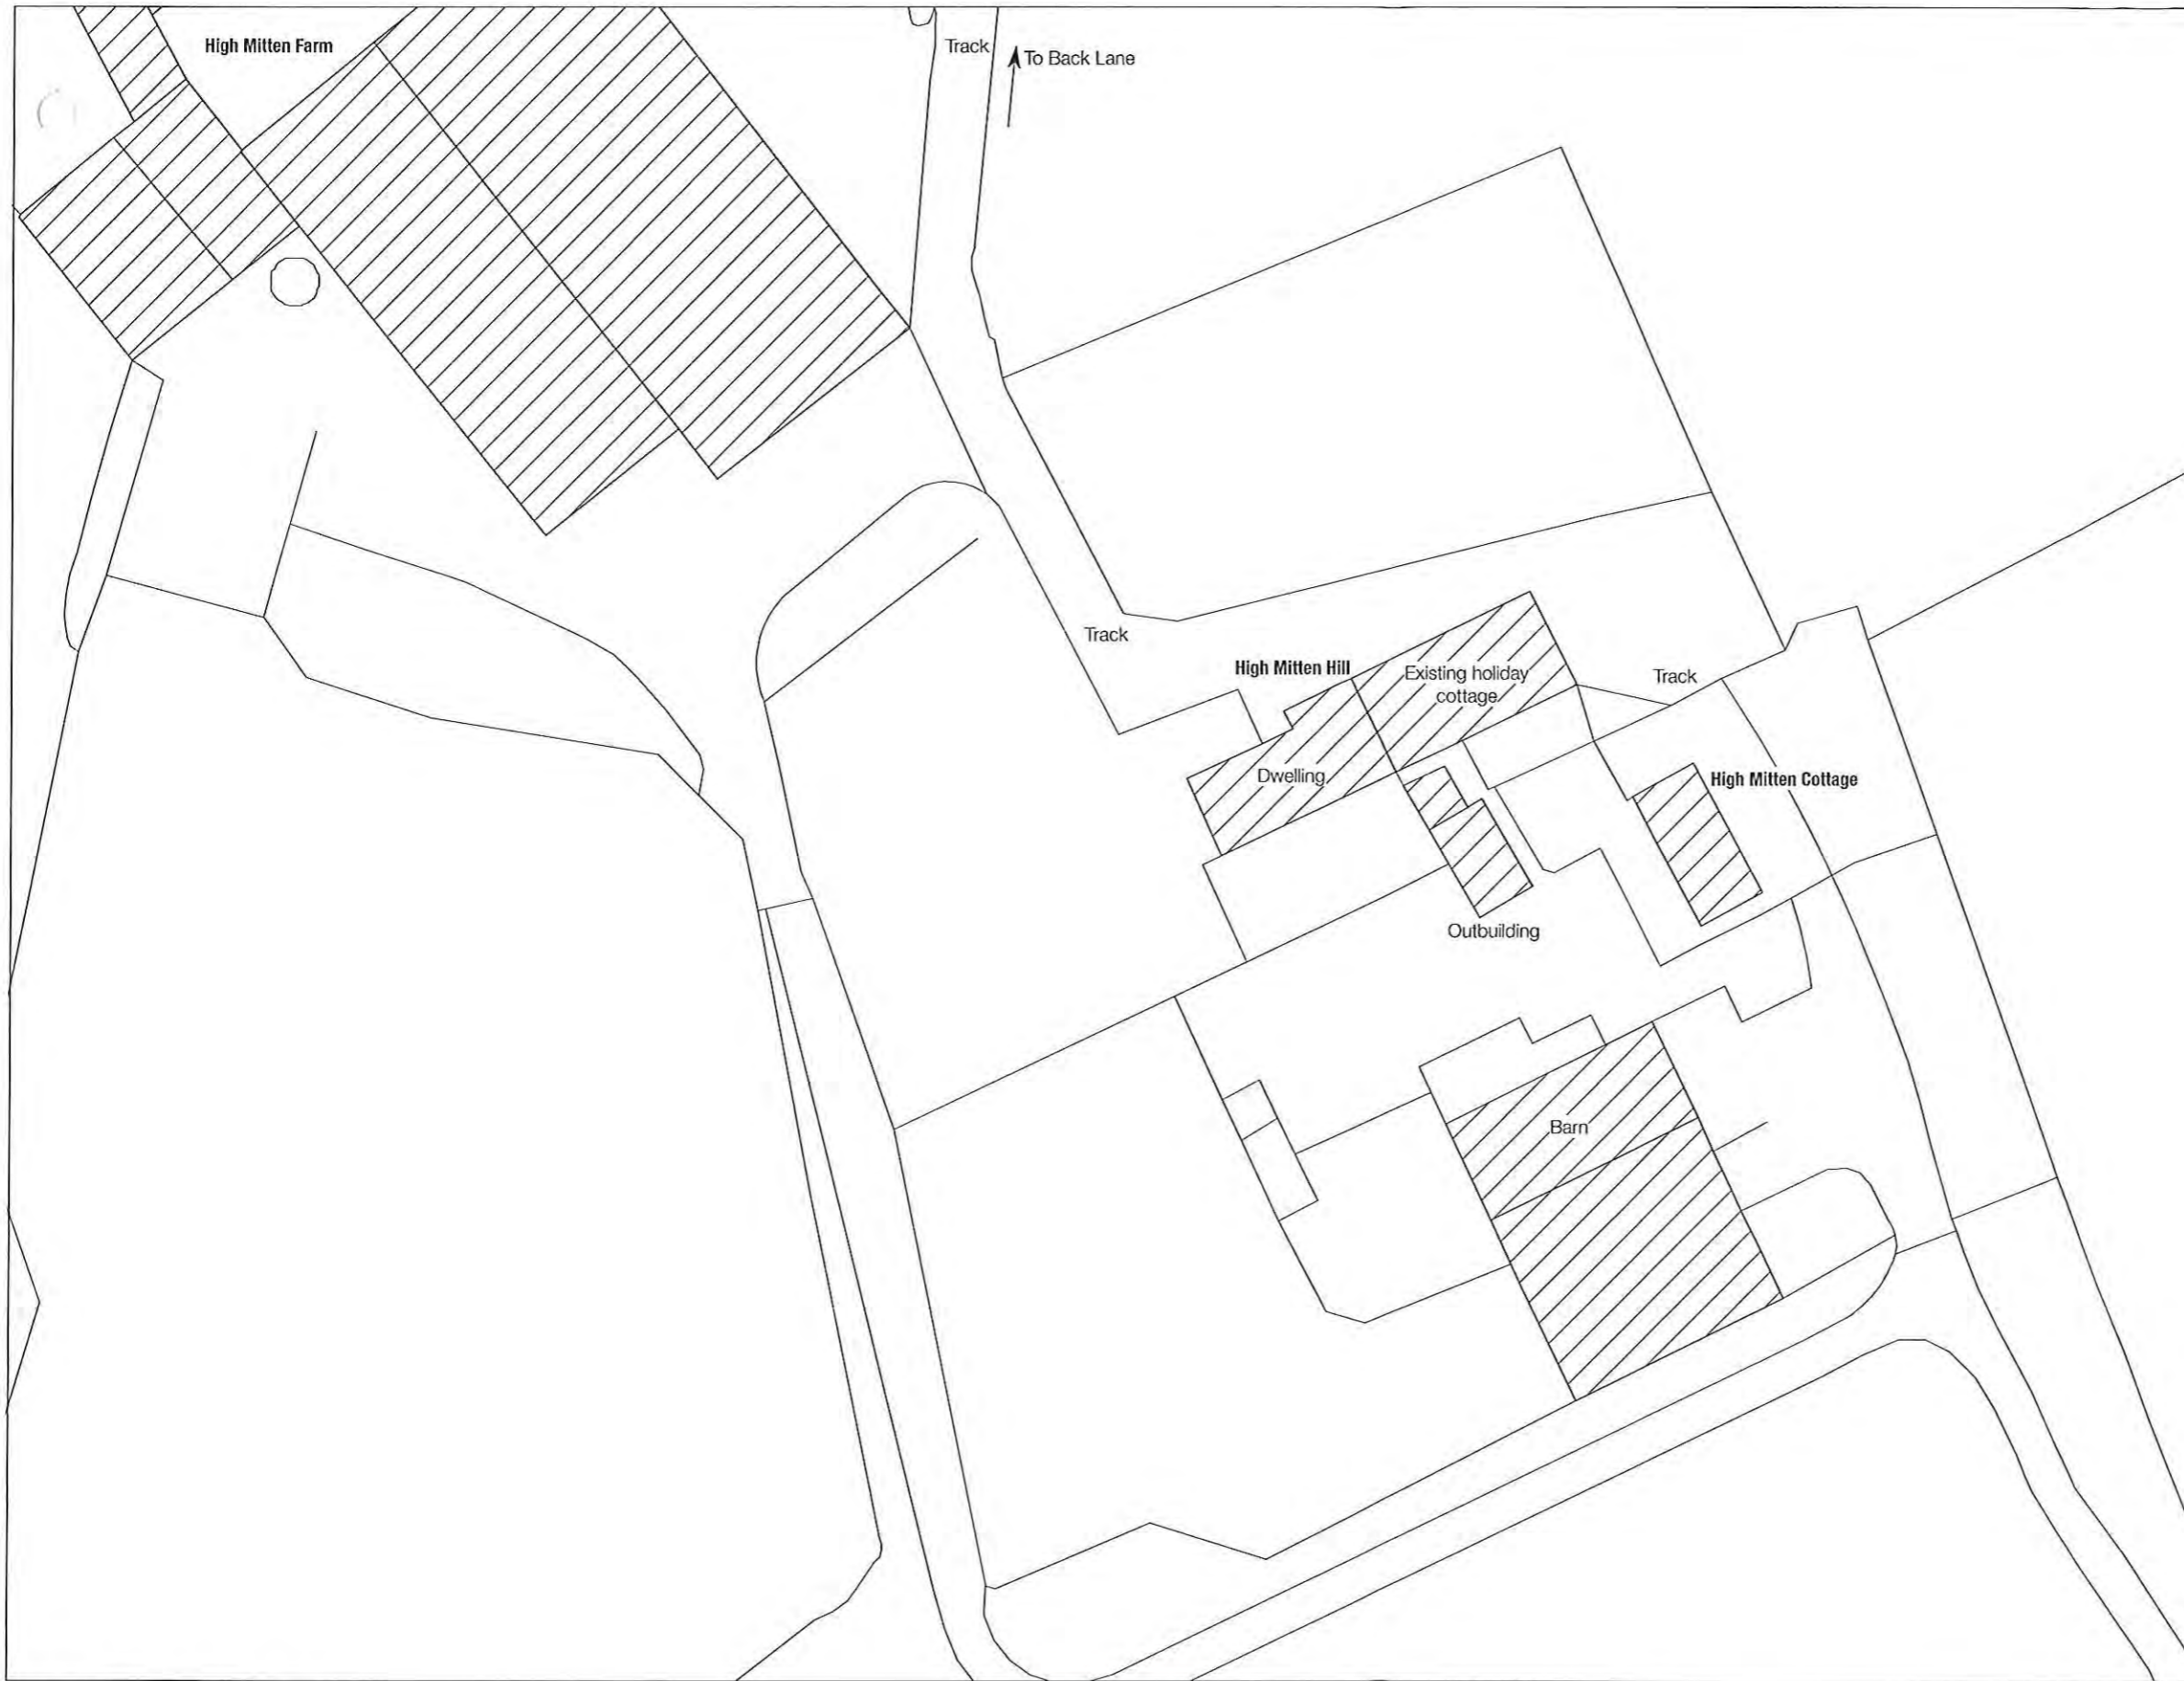 High Mitten Farm
Track
To Back Lane
Track
High Mitten Hill
Existing holiday
cottage
Track
Dwelling
High Mitten Cottage
Outbuilding
Barn